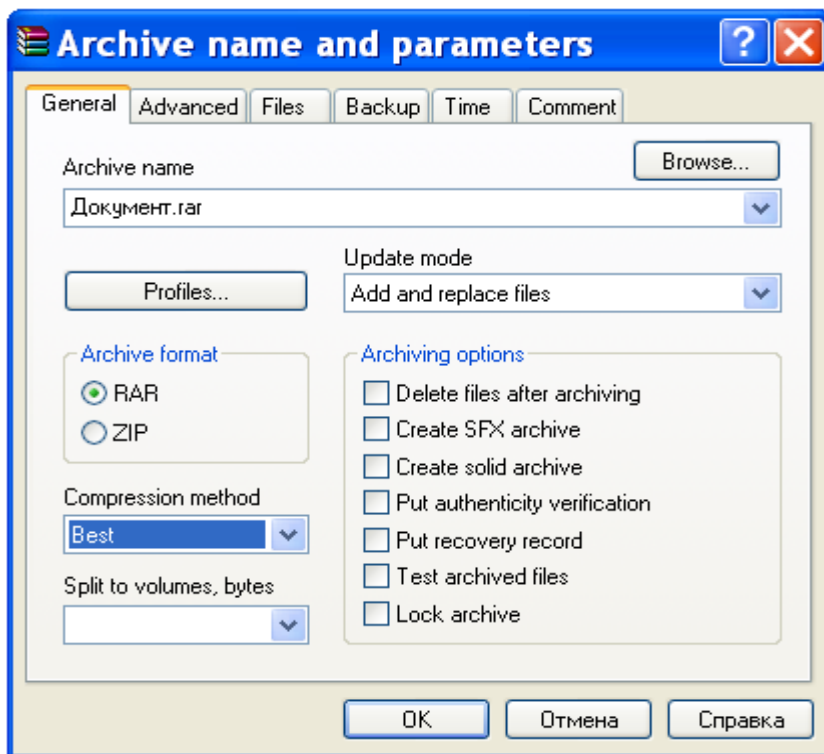 Archive name and parameters
General Advanced Files Backup Time Comment
Archive name
Browse...
Документ.rar
Update mode
Profiles...
Add and replace files
Archive format
RAR
ZIP
Compression method
Best
Split to volumes, bytes
Archiving options
Delete files after archiving
Create SFX archive
Create solid archive
Put authenticity verification
Put recovery record
Test archived files
Lock archive
OK Отмена Справка